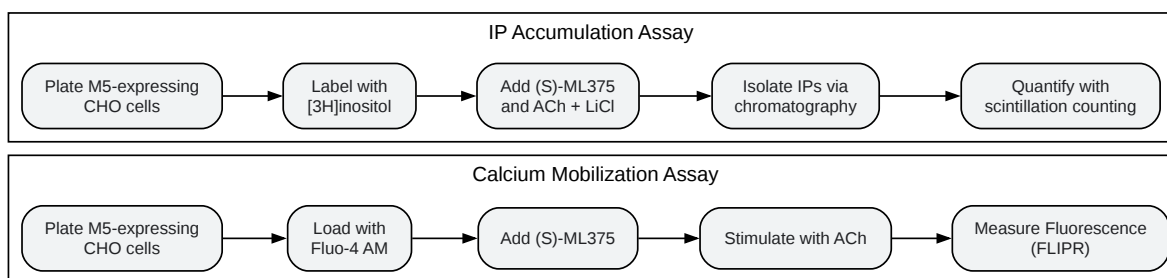 IP Accumulation Assay
Plate M5-expressing
CHO cells
Label with
[3H]inositol
Add (S)-ML375
and ACh + LiCl
Isolate IPs via
chromatography
Quantify with
scintillation counting
Calcium Mobilization Assay
Plate M5-expressing
CHO cells
Load with
Fluo-4 AM
Add (S)-ML375
Stimulate with ACh
Measure Fluorescence
(FLIPR)